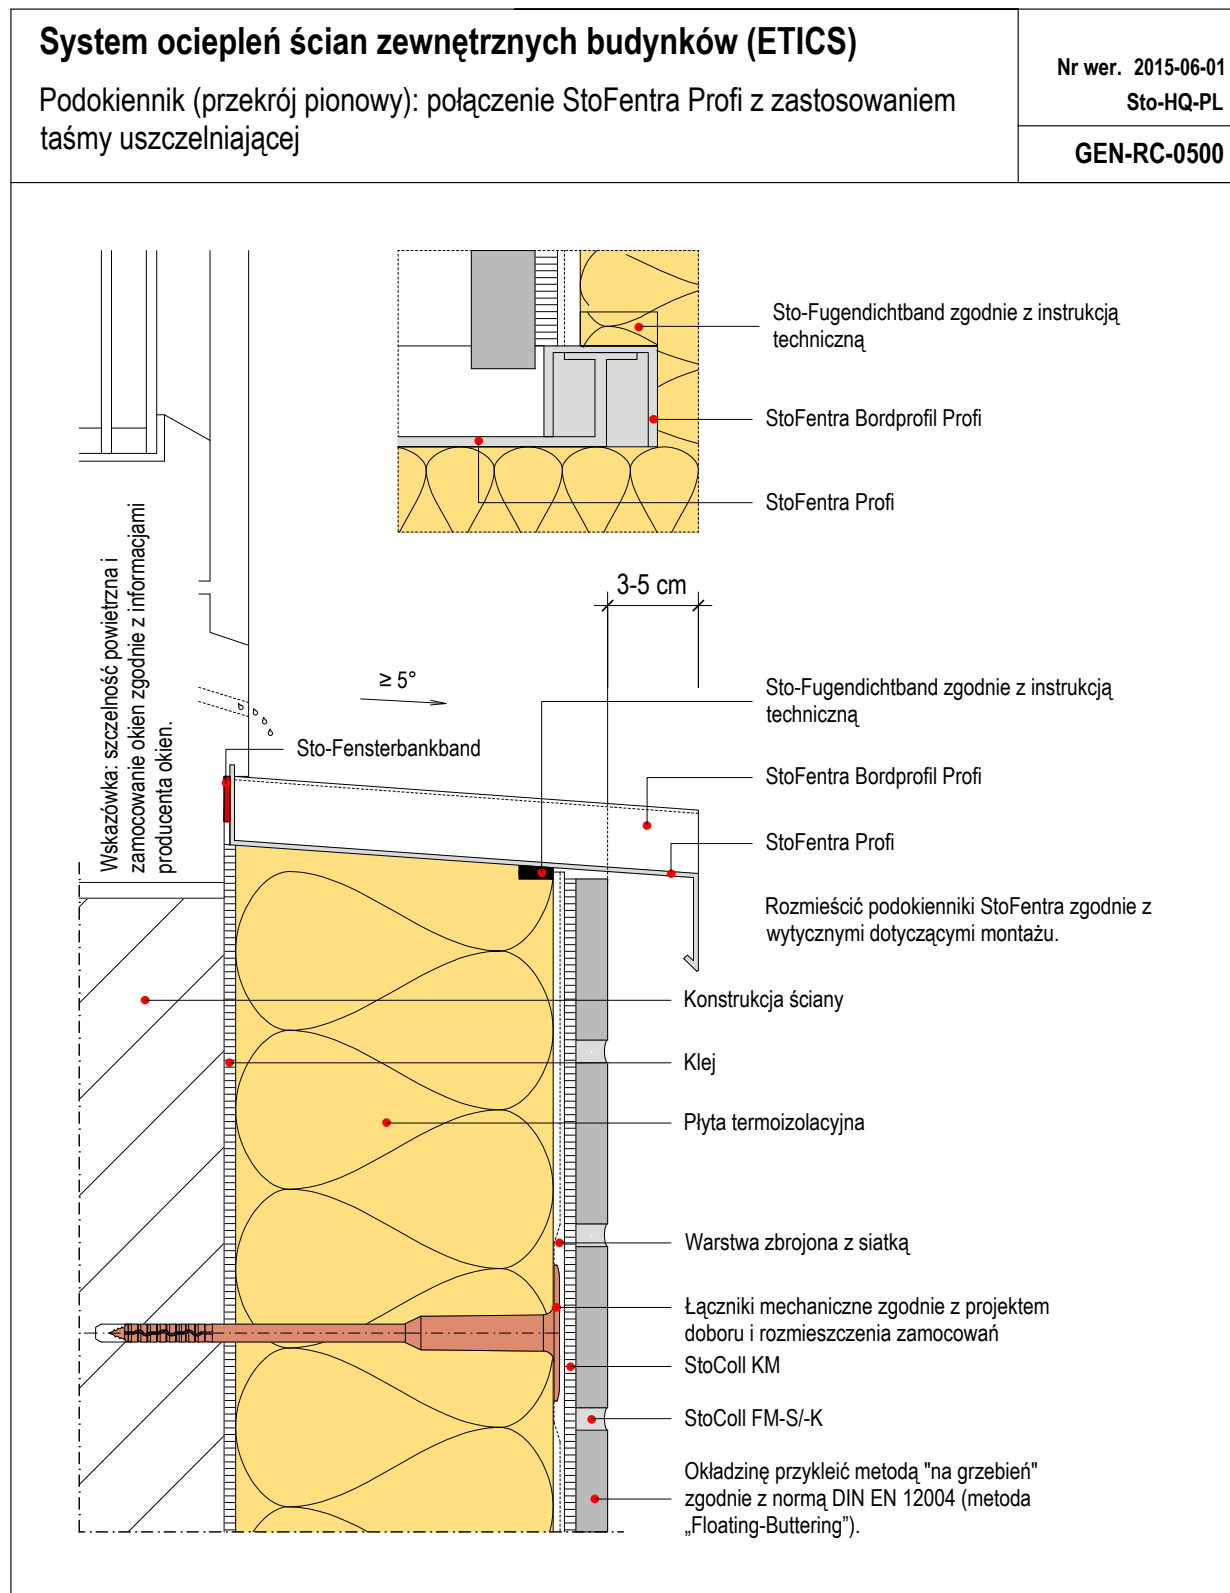 System ociepleń ścian zewnętrznych budynków (ETICS)
Podokiennik (przekrój pionowy): połączenie StoFentra Profi z zastosowaniem
taśmy uszczelniającej
Nr wer. 2015-06-01
Sto-HQ-PL
GEN-RC-0500
Sto-Fugendichtband zgodnie z instrukcją
techniczną
StoFentra Bordprofil Profi
StoFentra Profi
Wskazówka: szczelność powietrzna i
zamocowanie okien zgodnie z informacjami
producenta okien.
3-5 cm
≥ 5°
Sto-Fensterbankband
Sto-Fugendichtband zgodnie z instrukcją
techniczną
StoFentra Bordprofil Profi
StoFentra Profi
Rozmieścić podokienniki StoFentra zgodnie z
wytycznymi dotyczącymi montażu.
Konstrukcja ściany
Klej
Płyta termoizolacyjna
Warstwa zbrojona z siatką
Łączniki mechaniczne zgodnie z projektem
doboru i rozmieszczenia zamocowań
StoColl KM
StoColl FM-S/-K
Okładzinę przykleić metodą "na grzebień"
zgodnie z normą DIN EN 12004 (metoda
„Floating-Buttering”).